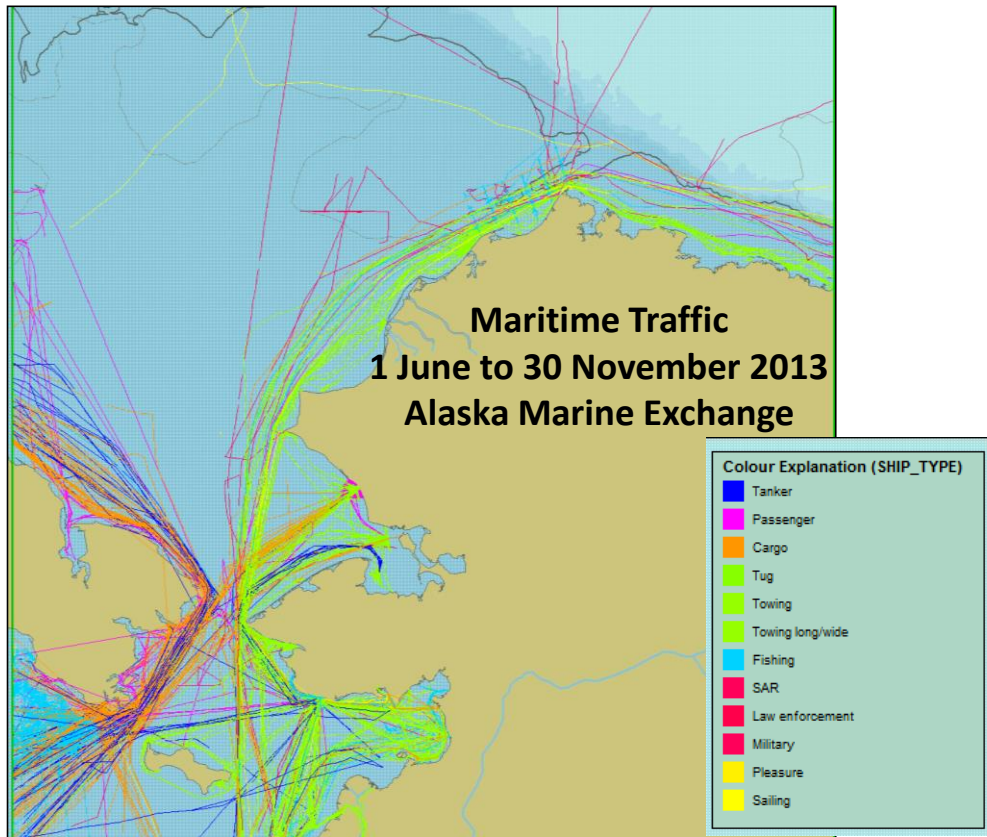 Maritime Traffic
1 June to 30 November 2013
Alaska Marine Exchange
Colour Explanation (SHIP_TYPE)
Tanker
Passenger
Cargo
Tug
Towing
Towing long/wide
Fishing
SAR
Law enforcement
Military
Pleasure
Sailing